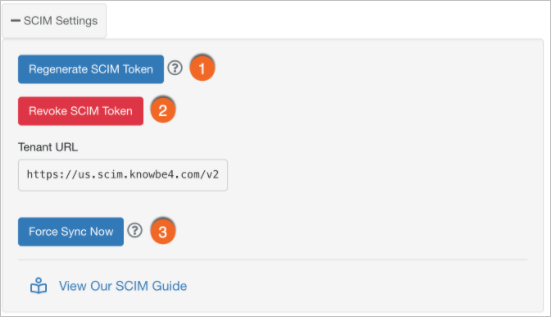 SCIM Settings
Regenerate SCIM Token ? 1
Revoke SCIM Token 2
Tenant URL
https://us.scim.knowbe4.com/v2
Force Sync Now ? 3
View Our SCIM Guide